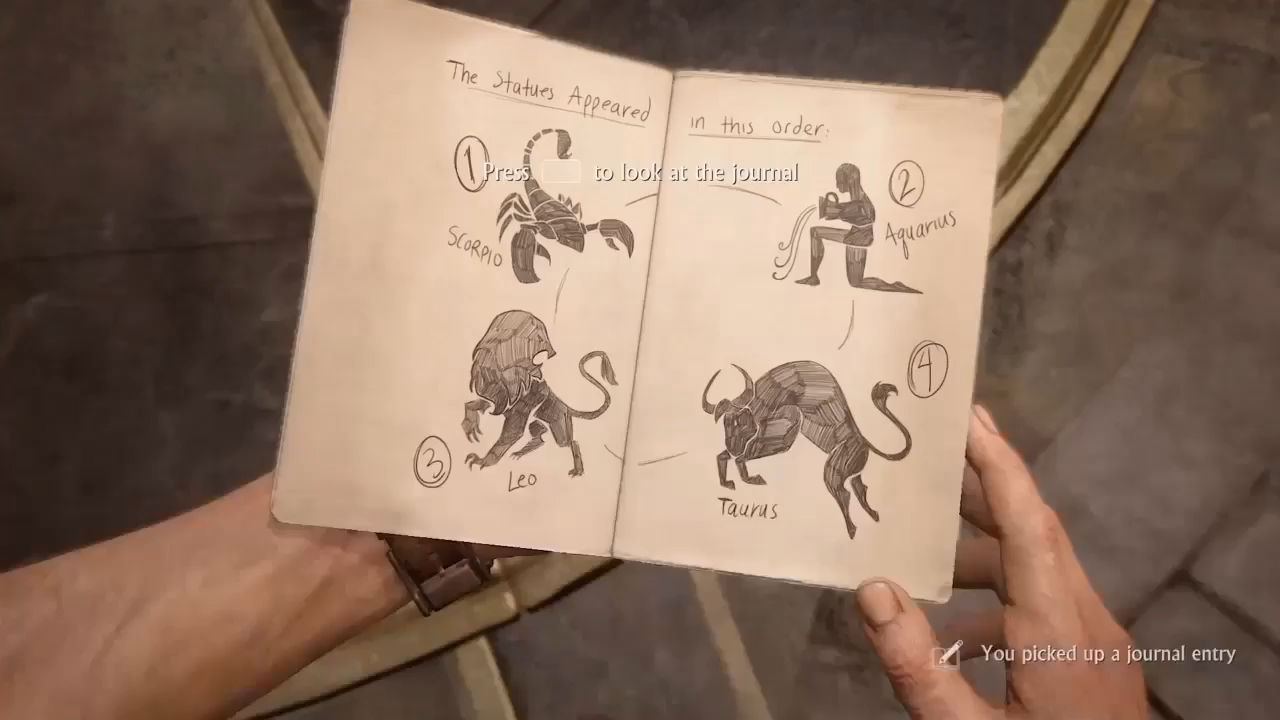 The Statues Appeared
in this order:
1
SCORPIO
2
Aquarius
Press to look at the journal
3
Leo
4
Taurus
You picked up a journal entry